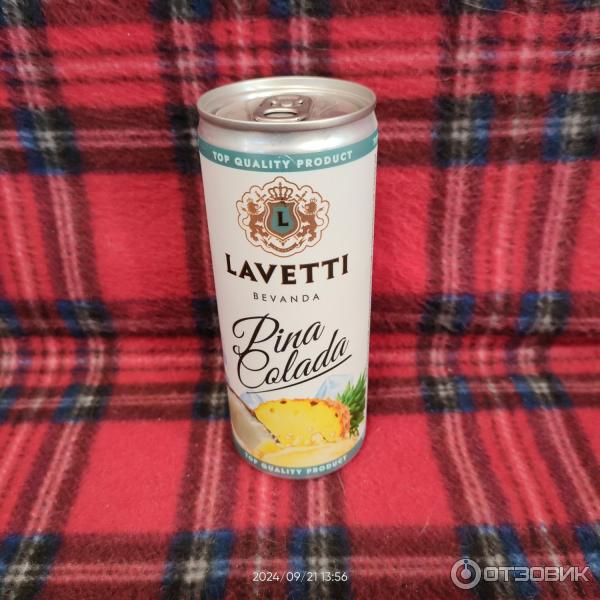 TOP QUALITY PRODUCT
L
LAVETTI
BEVANDA
Pina
Colada
TOP QUALITY PRODUCT
2024/09/21 13:56
ОТЗОВИК